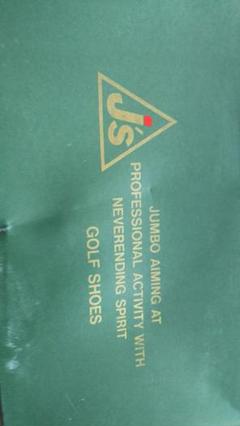 J's
JUMBO AIMING AT
PROFESSIONAL ACTIVITY WITH
NEVERENDING SPIRIT
GOLF SHOES